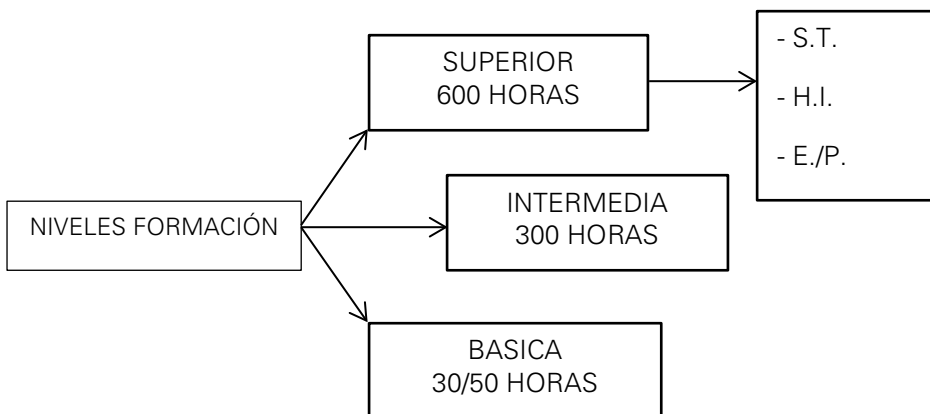 NIVELES FORMACIÓN
SUPERIOR
600 HORAS
- S.T.
- H.I.
- E./P.
INTERMEDIA
300 HORAS
BASICA
30/50 HORAS